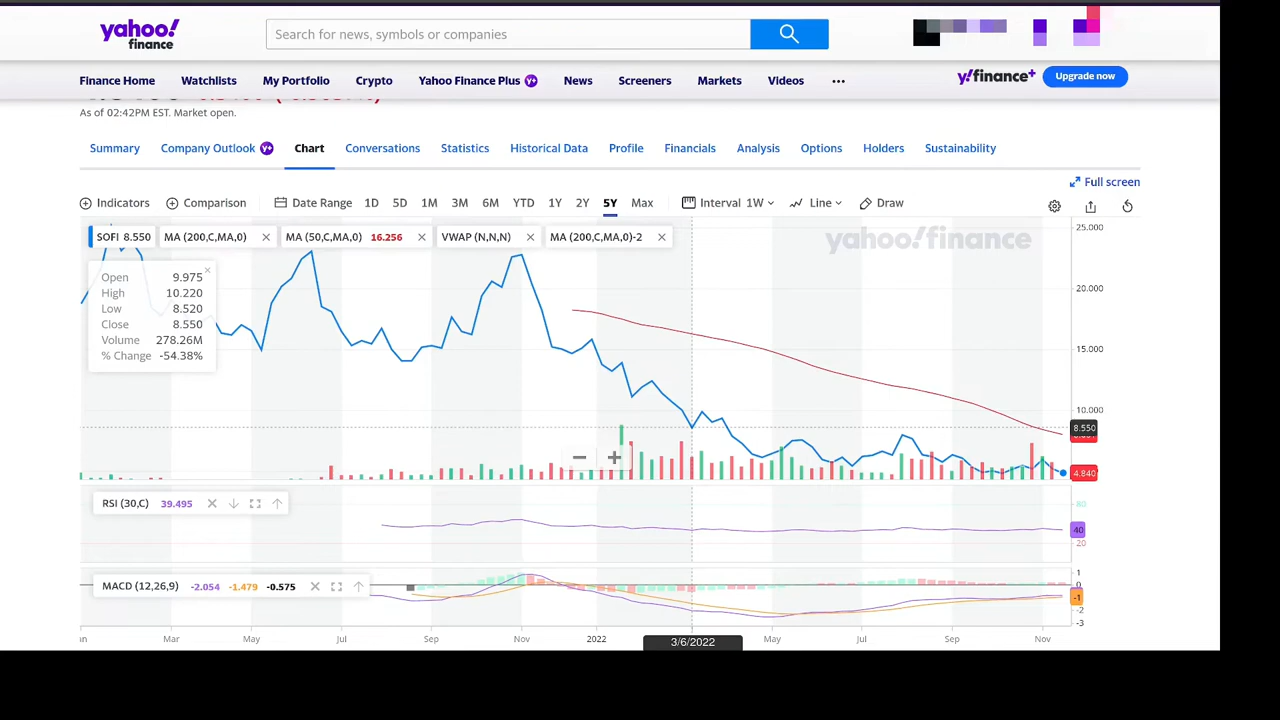 yahoo!
finance
Search for news, symbols or companies
Finance Home Watchlists My Portfolio Crypto Yahoo Finance Plus Y+ News Screeners Markets Videos ...
y!finance+ Upgrade now
As of 02:42PM EST. Market open.
Summary Company Outlook Y+ Chart Conversations Statistics Historical Data Profile Financials Analysis Options Holders Sustainability
Full screen
Indicators Comparison Date Range 1D 5D 1M 3M 6M YTD 1Y 2Y 5Y Max Interval 1W Line Draw
SOFI 8.550 MA (200,C,MA,0) MA (50,C,MA,0) 16.256 VWAP (N,N,N) MA (200,C,MA,0)-2
yahoo!finance
25.000
Open 9.975
High 10.220
Low 8.520
Close 8.550
Volume 278.26M
% Change -54.38%
20.000
15.000
10.000
8.550
4.840
RSI (30,C) 39.495
80
40
20
MACD (12,26,9) -2.054 -1.479 -0.575
1
0
-1
-2
-3
Mar May Jul Sep Nov 2022 3/6/2022 May Jul Sep Nov